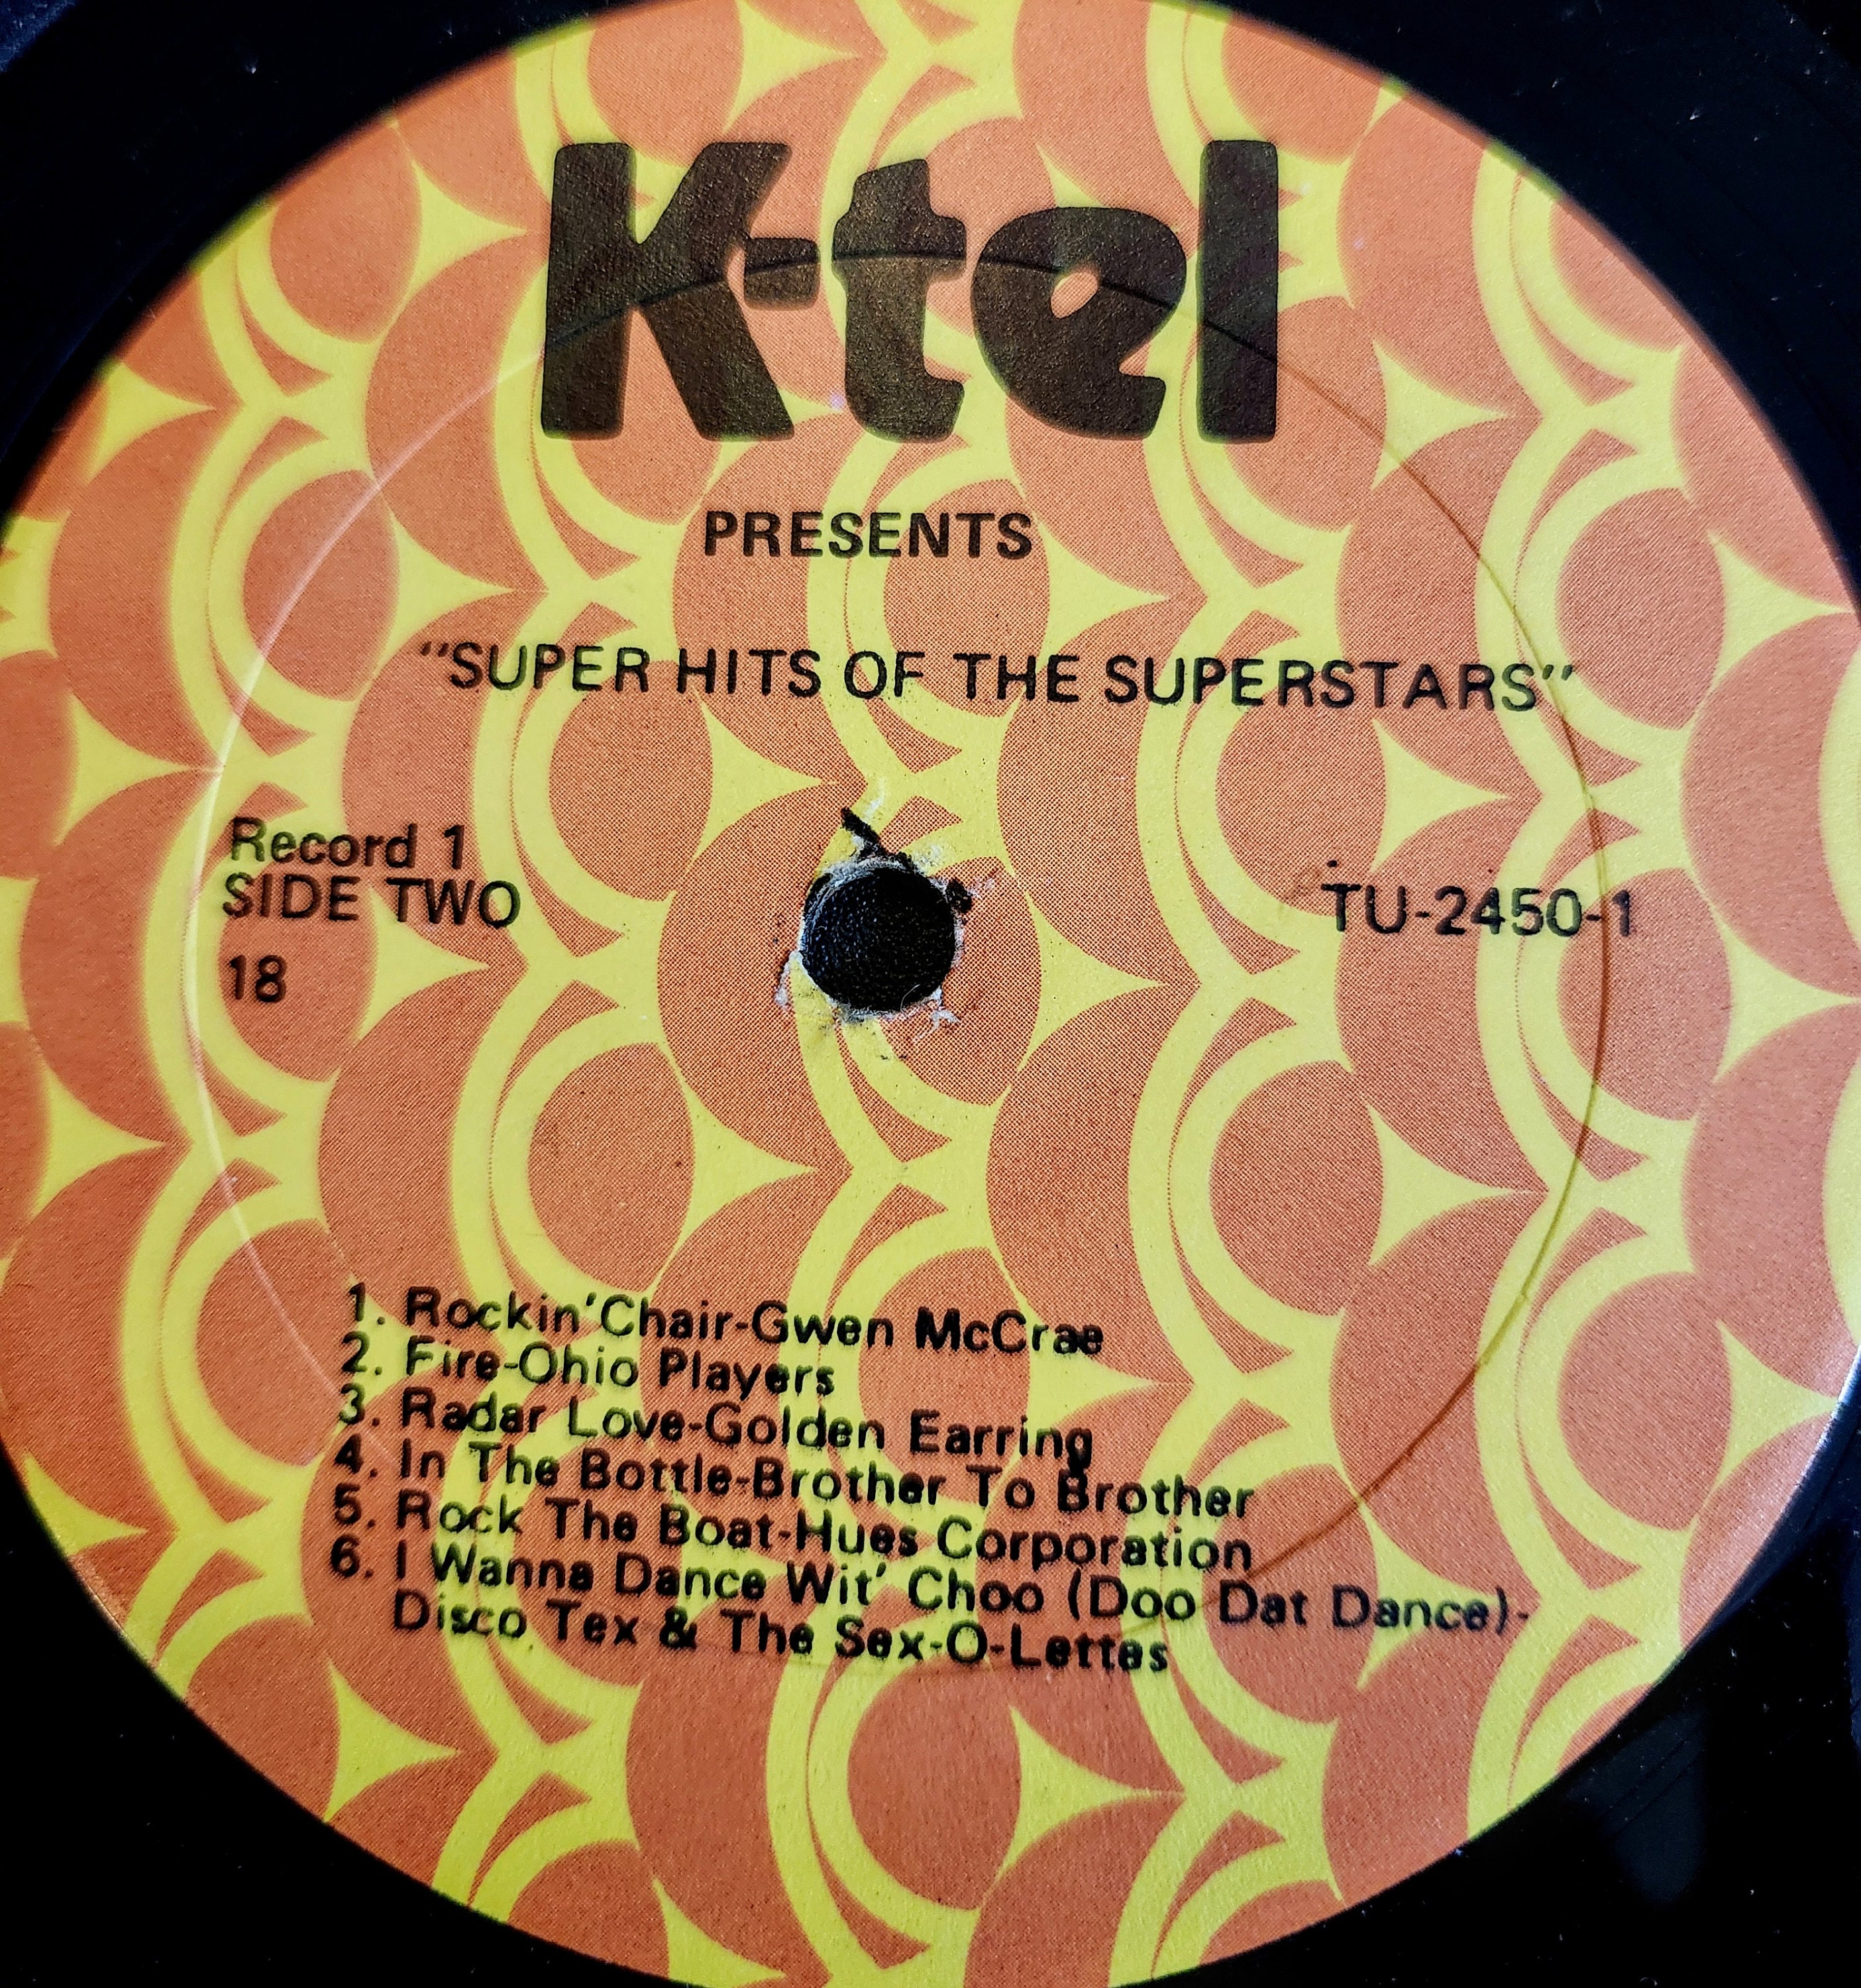 K-tel
PRESENTS
"SUPER HITS OF THE SUPERSTARS"
Record 1
SIDE TWO
18
TU-2450-1
1. Rockin'Chair-Gwen McCrae
2. Fire-Ohio Players
3. Radar Love-Golden Earring
4. In The Bottle-Brother To Brother
5. Rock The Boat-Hues Corporation
6. I Wanna Dance Wit' Choo (Doo Dat Dance)-
Disco Tex & The Sex-O-Lettes